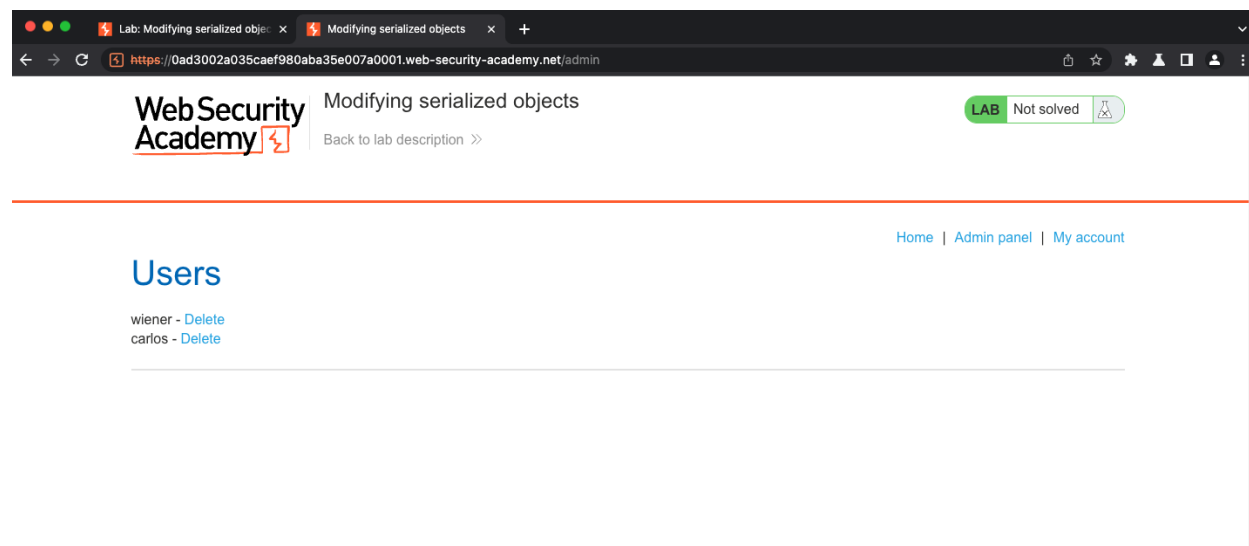 Lab: Modifying serialized objec
Modifying serialized objects
https://0ad3002a035caef980aba35e007a0001.web-security-academy.net/admin
Web Security
Academy
Modifying serialized objects
Back to lab description
LAB Not solved
Home | Admin panel | My account
Users
wiener - Delete
carlos - Delete